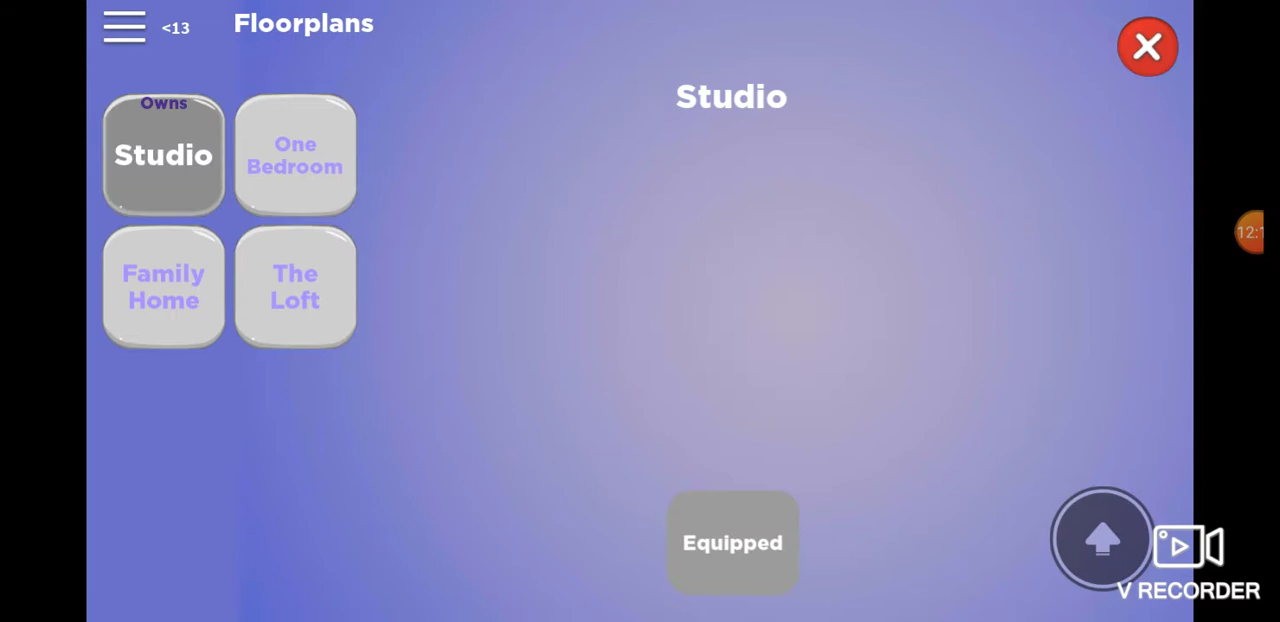 <13
Floorplans
Studio
Owns
Studio
One
Bedroom
Family
Home
The
Loft
Equipped
V RECORDER